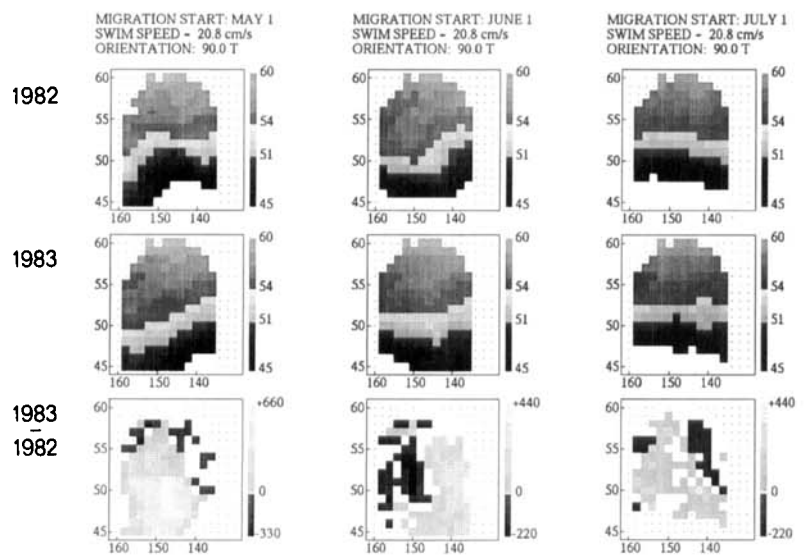 MIGRATION START: MAY 1 MIGRATION START: JUNE 1 MIGRATION START: JULY 1
SWIM SPEED - 20.8 cm/s SWIM SPEED - 20.8 cm/s SWIM SPEED - 20.8 cm/s
ORIENTATION: 90.0 T ORIENTATION: 90.0 T ORIENTATION: 90.0 T
1982
60 60 60 60 60 60
55 54 55 54 55 54
50 51 50 51 50 51
45 45 45 45 45 45
160 150 140 160 150 140 160 150 140
1983
60 60 60 60 60 60
55 54 55 54 55 54
50 51 50 51 50 51
45 45 45 45 45 45
160 150 140 160 150 140 160 150 140
1983
-
1982
60 +660 60 +440 60 +440
55 55 55
50 0 50 0 50 0
45 -330 45 -220 45 -220
160 150 140 160 150 140 160 150 140